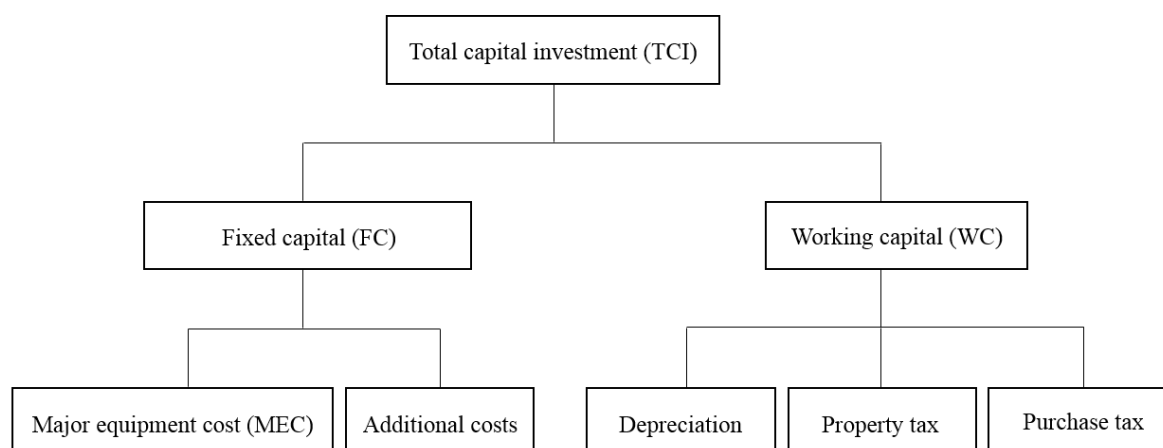 Total capital investment (TCI)
Fixed capital (FC)
Working capital (WC)
Major equipment cost (MEC)
Additional costs
Depreciation
Property tax
Purchase tax